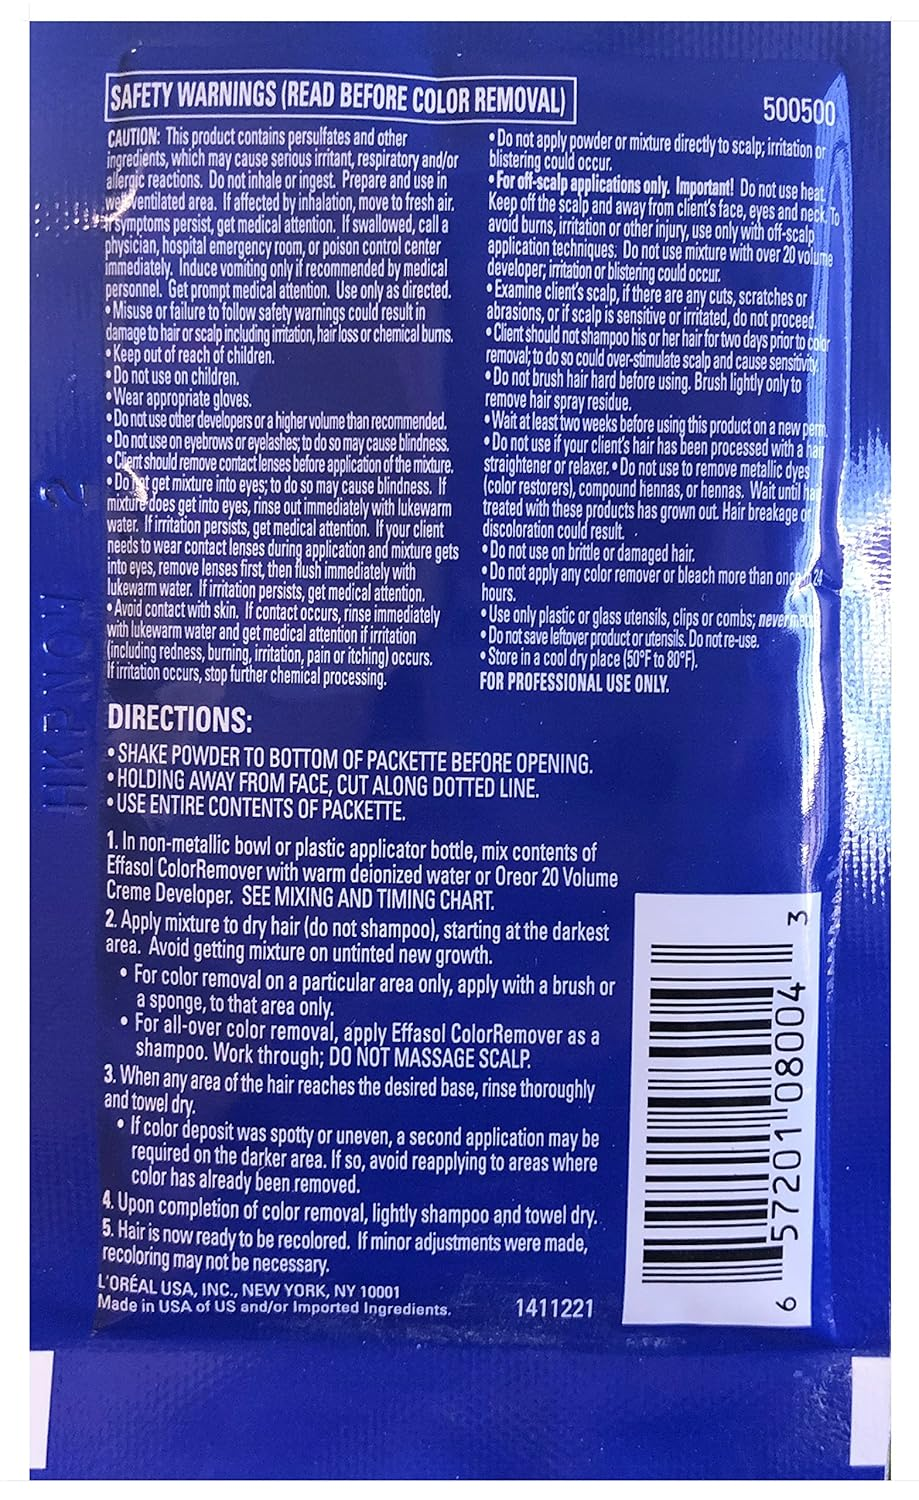 SAFETY WARNINGS (READ BEFORE COLOR REMOVAL)
500500
CAUTION: This product contains persulfates and other
ingredients, which may cause serious irritant, respiratory and/or
allergic reactions. Do not inhale or ingest. Prepare and use in
well ventilated area. If affected by inhalation, move to fresh air.
If symptoms persist, get medical attention. If swallowed, call a
physician, hospital emergency room, or poison control center
immediately. Induce vomiting only if recommended by medical
personnel. Get prompt medical attention. Use only as directed.
• Misuse or failure to follow safety warnings could result in
damage to hair or scalp including irritation, hair loss or chemical burns.
• Keep out of reach of children.
• Do not use on children.
• Wear appropriate gloves.
• Do not use other developers or a higher volume than recommended.
• Do not use on eyebrows or eyelashes; to do so may cause blindness.
• Client should remove contact lenses before application of the mixture.
• Do not get mixture into eyes; to do so may cause blindness. If
mixture does get into eyes, rinse out immediately with lukewarm
water. If irritation persists, get medical attention. If your client
needs to wear contact lenses during application and mixture gets
into eyes, remove lenses first, then flush immediately with
lukewarm water. If irritation persists, get medical attention.
• Avoid contact with skin. If contact occurs, rinse immediately
with lukewarm water and get medical attention if irritation
(including redness, burning, irritation, pain or itching) occurs.
If irritation occurs, stop further chemical processing.
• Do not apply powder or mixture directly to scalp; irritation or
blistering could occur.
• For off-scalp applications only. Important! Do not use heat.
Keep off the scalp and away from client's face, eyes and neck. To
avoid burns, irritation or other injury, use only with off-scalp
application techniques. Do not use mixture with over 20 volume
developer; irritation or blistering could occur.
• Examine client's scalp, if there are any cuts, scratches or
abrasions, or if scalp is sensitive or irritated, do not proceed.
• Client should not shampoo his or her hair for two days prior to color
removal; to do so could over-stimulate scalp and cause sensitivity.
• Do not brush hair hard before using. Brush lightly only to
remove hair spray residue.
• Wait at least two weeks before using this product on a new perm.
• Do not use if your client's hair has been processed with a hair
straightener or relaxer. • Do not use to remove metallic dyes
(color restorers), compound hennas, or hennas. Wait until hair
treated with these products has grown out. Hair breakage or
discoloration could result.
• Do not use on brittle or damaged hair.
• Do not apply any color remover or bleach more than once in 24
hours.
• Use only plastic or glass utensils, clips or combs; never
• Do not save leftover product or utensils. Do not re-use.
• Store in a cool dry place (50°F to 80°F).
FOR PROFESSIONAL USE ONLY.
DIRECTIONS:
• SHAKE POWDER TO BOTTOM OF PACKETTE BEFORE OPENING.
• HOLDING AWAY FROM FACE, CUT ALONG DOTTED LINE.
• USE ENTIRE CONTENTS OF PACKETTE.
1. In non-metallic bowl or plastic applicator bottle, mix contents of
Effasol ColorRemover with warm deionized water or Oreor 20 Volume
Creme Developer. SEE MIXING AND TIMING CHART.
2. Apply mixture to dry hair (do not shampoo), starting at the darkest
area. Avoid getting mixture on untinted new growth.
• For color removal on a particular area only, apply with a brush or
a sponge, to that area only.
• For all-over color removal, apply Effasol ColorRemover as a
shampoo. Work through; DO NOT MASSAGE SCALP.
3. When any area of the hair reaches the desired base, rinse thoroughly
and towel dry.
• If color deposit was spotty or uneven, a second application may be
required on the darker area. If so, avoid reapplying to areas where
color has already been removed.
4. Upon completion of color removal, lightly shampoo and towel dry.
5. Hair is now ready to be recolored. If minor adjustments were made,
recoloring may not be necessary.
L'ORÉAL USA, INC., NEW YORK, NY 10001
Made in USA of US and/or Imported Ingredients.
1411221
6 57201 08004 3